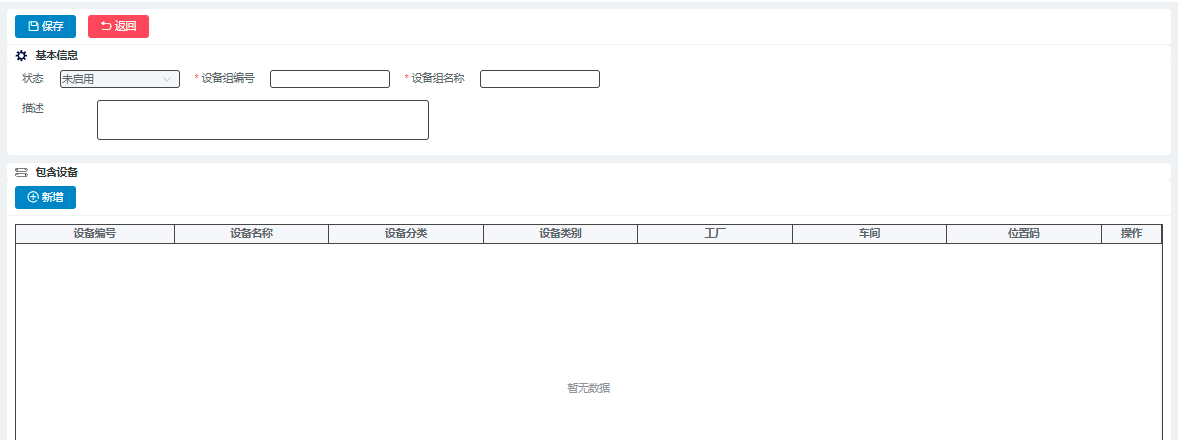 保存 返回
基本信息
状态 未启用 * 设备组编号 * 设备组名称
描述
包含设备
新增
设备编号 设备名称 设备分类 设备类别 工厂 车间 位置码 操作
暂无数据